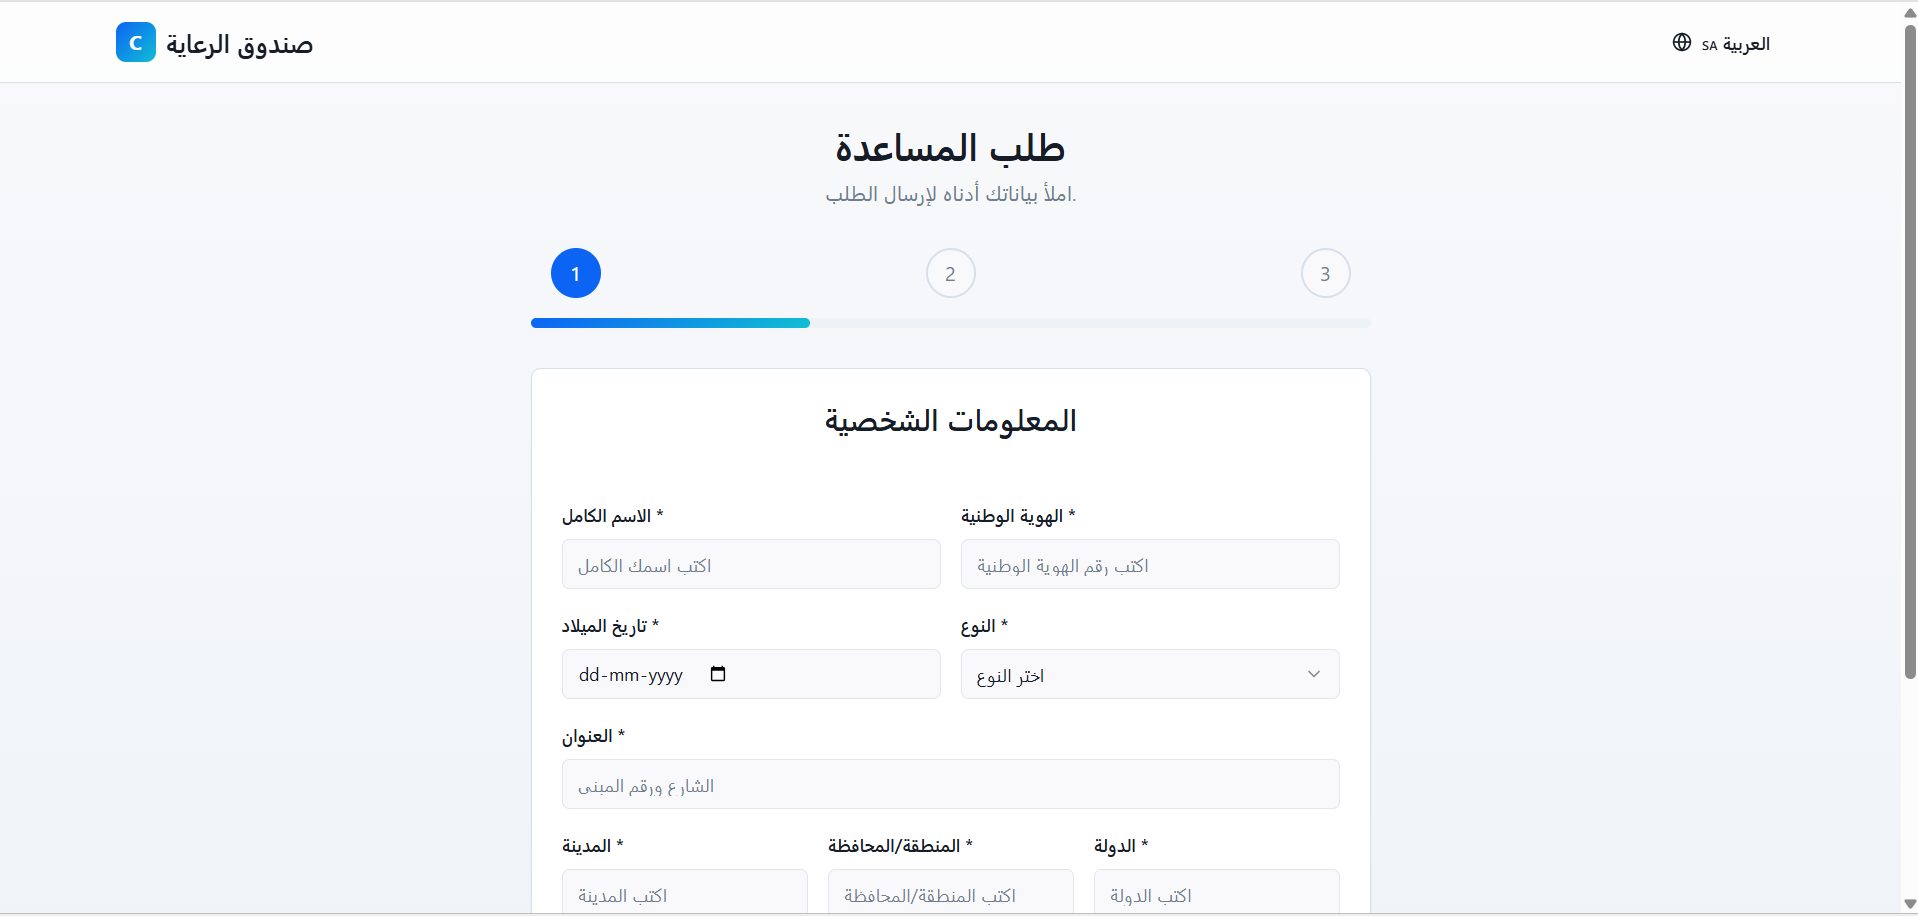 C صندوق الرعاية
العربية SA
طلب المساعدة
املأ بياناتك أدناه لإرسال الطلب.
1
2
3
المعلومات الشخصية
الاسم الكامل *
الهوية الوطنية *
اكتب اسمك الكامل
اكتب رقم الهوية الوطنية
تاريخ الميلاد *
النوع *
dd-mm-yyyy
اختر النوع
العنوان *
الشارع ورقم المبنى
المدينة *
المنطقة/المحافظة *
الدولة *
اكتب المدينة
اكتب المنطقة/المحافظة
اكتب الدولة